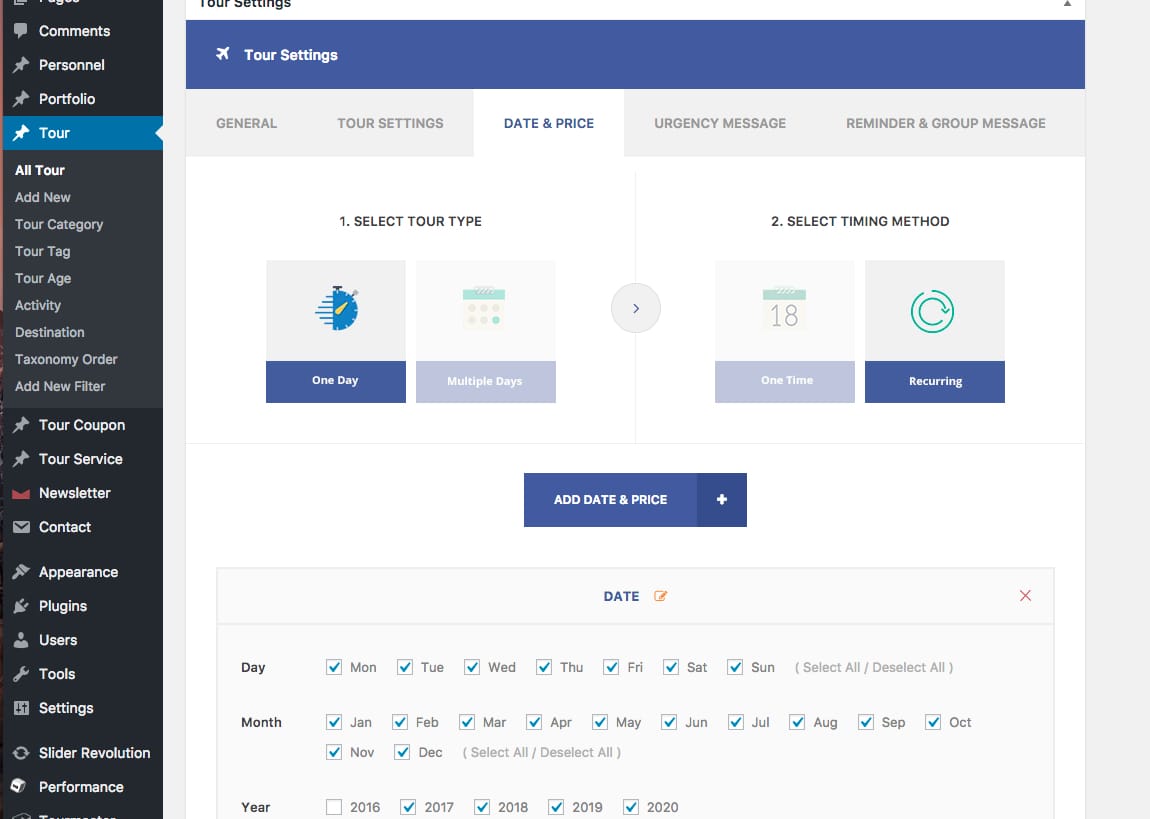 Pages
Comments
Personnel
Portfolio
Tour
All Tour
Add New
Tour Category
Tour Tag
Tour Age
Activity
Destination
Taxonomy Order
Add New Filter
Tour Coupon
Tour Service
Newsletter
Contact
Appearance
Plugins
Users
Tools
Settings
Slider Revolution
Performance
Tourmaster
Tour Settings
Tour Settings
GENERAL TOUR SETTINGS DATE & PRICE URGENCY MESSAGE REMINDER & GROUP MESSAGE
1. SELECT TOUR TYPE 2. SELECT TIMING METHOD
18
One Day Multiple Days One Time Recurring
ADD DATE & PRICE
DATE
Day Mon Tue Wed Thu Fri Sat Sun ( Select All / Deselect All )
Month Jan Feb Mar Apr May Jun Jul Aug Sep Oct
Nov Dec ( Select All / Deselect All )
Year 2016 2017 2018 2019 2020